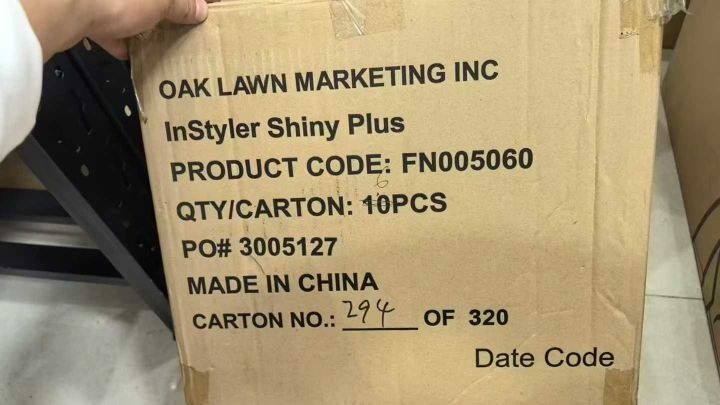 OAK LAWN MARKETING INC
InStyler Shiny Plus
PRODUCT CODE: FN005060
6
QTY/CARTON: 10PCS
PO# 3005127
MADE IN CHINA
CARTON NO.: 294 OF 320
Date Code